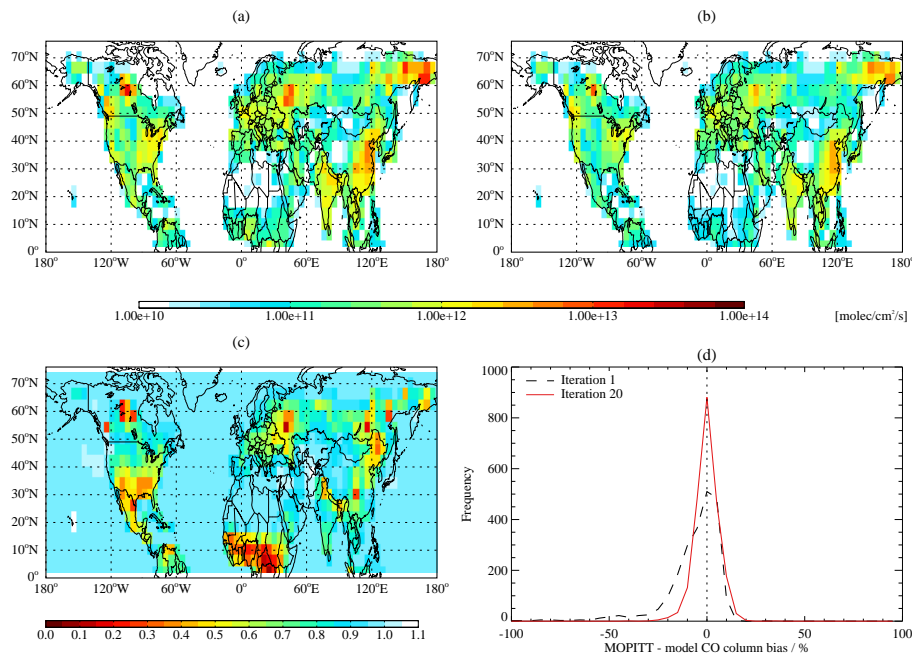 (a)
(b)
70°N
60°N
50°N
40°N
30°N
20°N
10°N
0°
180°
120°W
60°W
0°
60°E
120°E
180°
70°N
60°N
50°N
40°N
30°N
20°N
10°N
0°
180°
120°W
60°W
0°
60°E
120°E
180°
1.00e+10
1.00e+11
1.00e+12
1.00e+13
1.00e+14
[molec/cm²/s]
(c)
(d)
70°N
60°N
50°N
40°N
30°N
20°N
10°N
0°
180°
120°W
60°W
0°
60°E
120°E
180°
0.0 0.1 0.2 0.3 0.4 0.5 0.6 0.7 0.8 0.9 1.0 1.1
1000
800
600
400
200
0
Frequency
Iteration 1
Iteration 20
-100
-50
0
50
100
MOPITT - model CO column bias / %